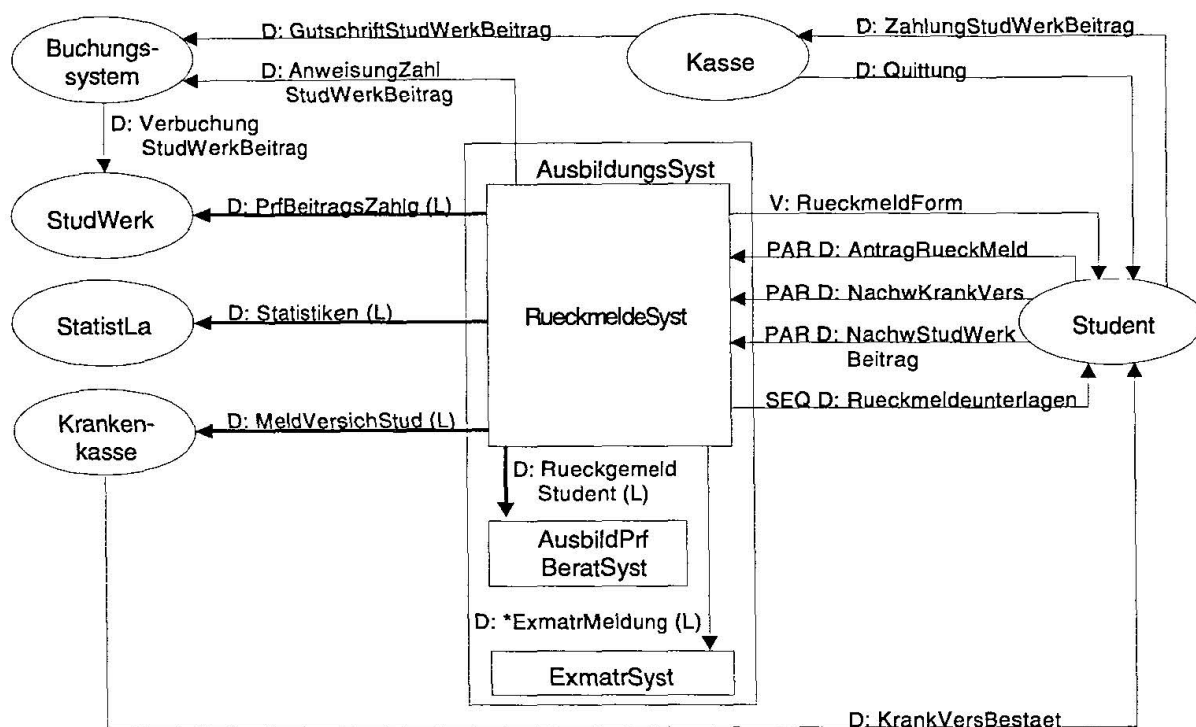 Buchungs-
system
D: GutschriftStudWerkBeitrag
Kasse
D: ZahlungStudWerkBeitrag
D: Quittung
D: AnweisungZahl
StudWerkBeitrag
D: Verbuchung
StudWerkBeitrag
AusbildungsSyst
StudWerk
D: PrfBeitragsZahlg (L)
V: RueckmeldForm
PAR D: AntragRueckMeld
StatistLa
D: Statistiken (L)
RueckmeldeSyst
PAR D: NachwKrankVers
Student
PAR D: NachwStudWerk
Beitrag
SEQ D: Rueckmeldeunterlagen
Kranken-
kasse
D: MeldVersichStud (L)
D: Rueckgemeld
Student (L)
AusbildPrf
BeratSyst
D: *ExmatrMeldung (L)
ExmatrSyst
D: KrankVersBestaet